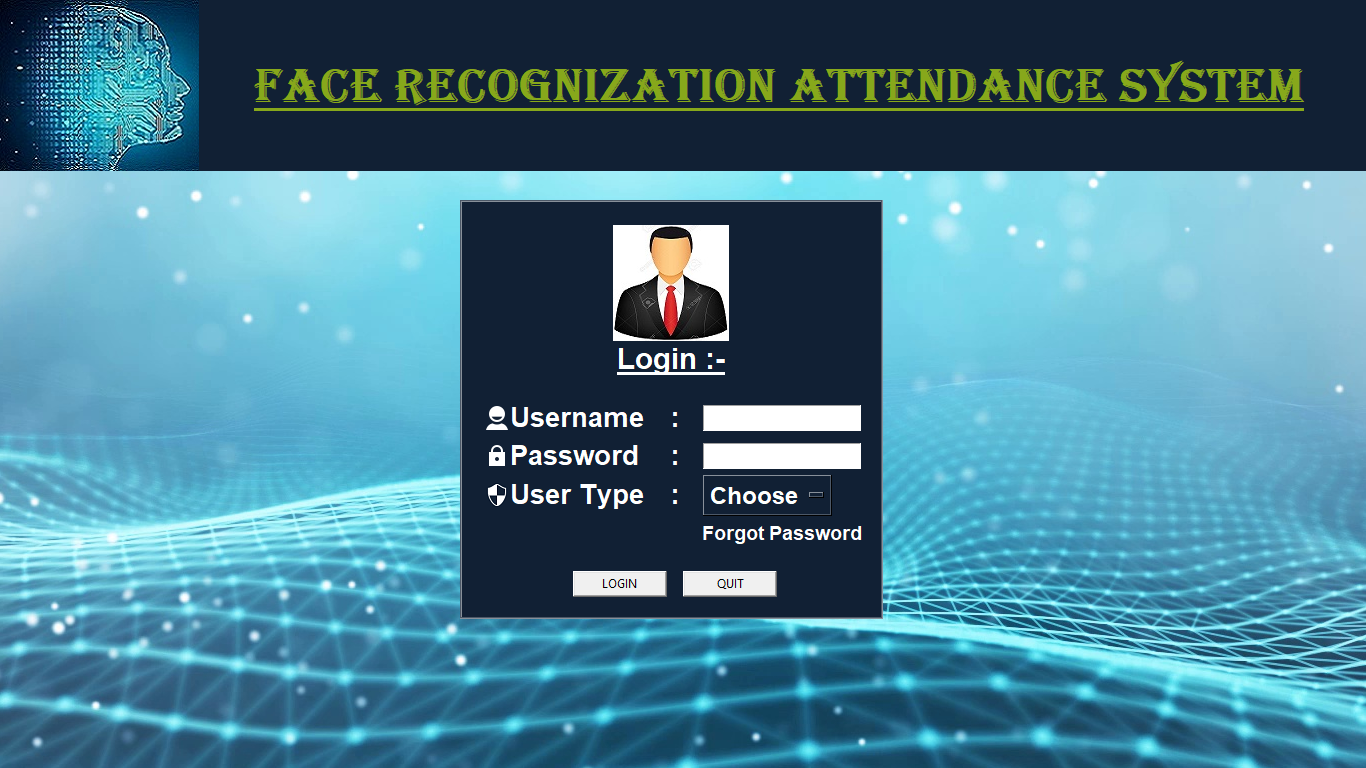 FACE RECOGNIZATION ATTENDANCE SYSTEM
Login :-
Username :
Password :
User Type : Choose
Forgot Password
LOGIN QUIT